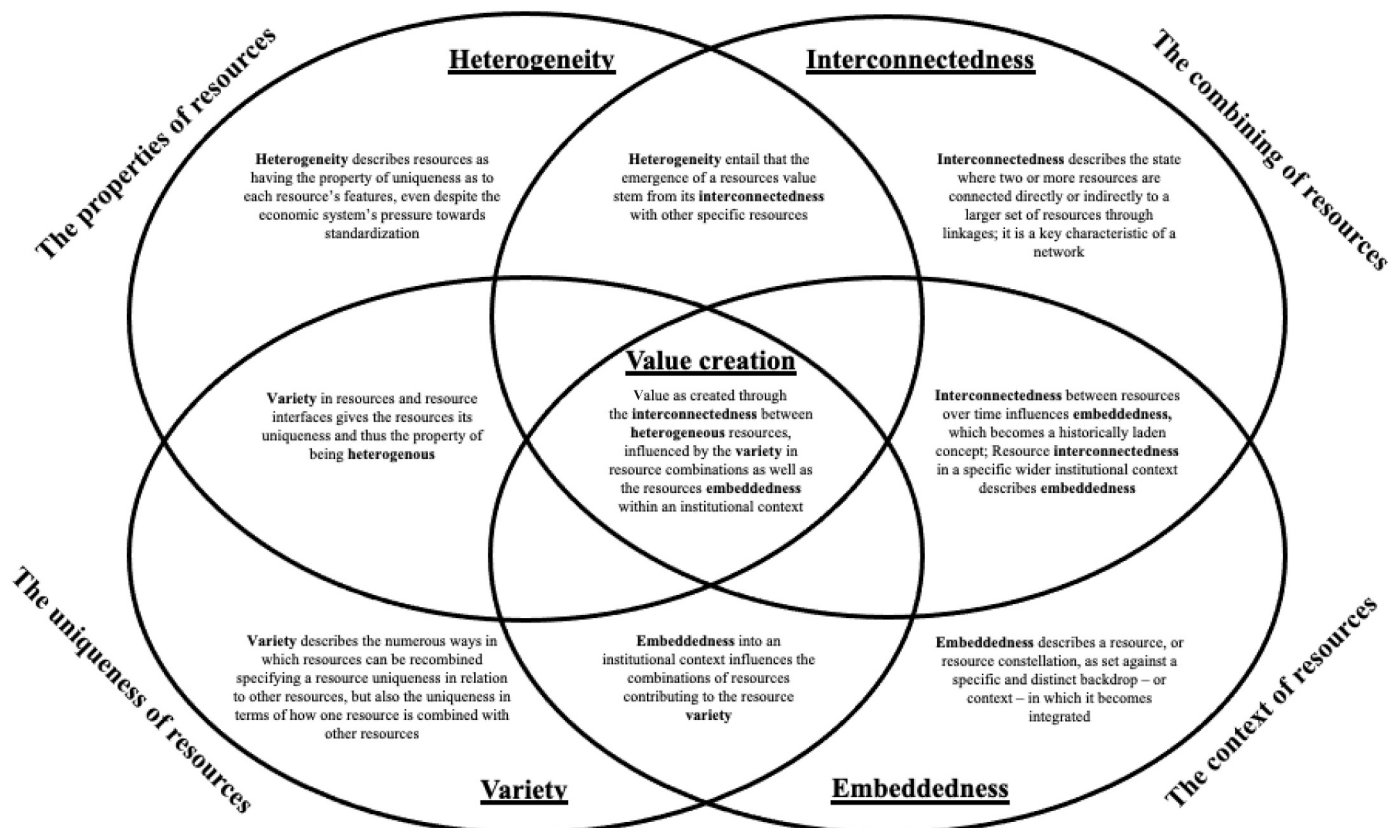 The properties of resources
Heterogeneity
Interconnectedness
The combining of resources
Heterogeneity describes resources as
having the property of uniqueness as to
each resource's features, even despite the
economic system's pressure towards
standardization
Heterogeneity entail that the
emergence of a resources value
stem from its interconnectedness
with other specific resources
Interconnectedness describes the state
where two or more resources are
connected directly or indirectly to a
larger set of resources through
linkages; it is a key characteristic of a
network
Variety in resources and resource
interfaces gives the resources its
uniqueness and thus the property of
being heterogenous
Value creation
Value as created through
the interconnectedness between
heterogeneous resources,
influenced by the variety in
resource combinations as well as
the resources embeddedness
within an institutional context
Interconnectedness between resources
over time influences embeddedness,
which becomes a historically laden
concept; Resource interconnectedness
in a specific wider institutional context
describes embeddedness
The uniqueness of resources
Variety describes the numerous ways in
which resources can be recombined
specifying a resource uniqueness in relation
to other resources, but also the uniqueness in
terms of how one resource is combined with
other resources
Embeddedness into an
institutional context influences the
combinations of resources
contributing to the resource
variety
Embeddedness describes a resource, or
resource constellation, as set against a
specific and distinct backdrop – or
context – in which it becomes
integrated
The context of resources
Variety
Embeddedness